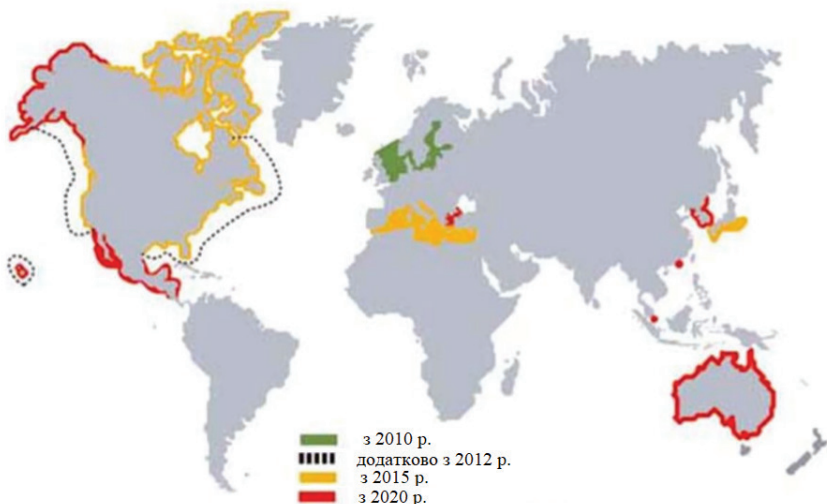 з 2010 р.
додатково з 2012 р.
з 2015 р.
з 2020 р.